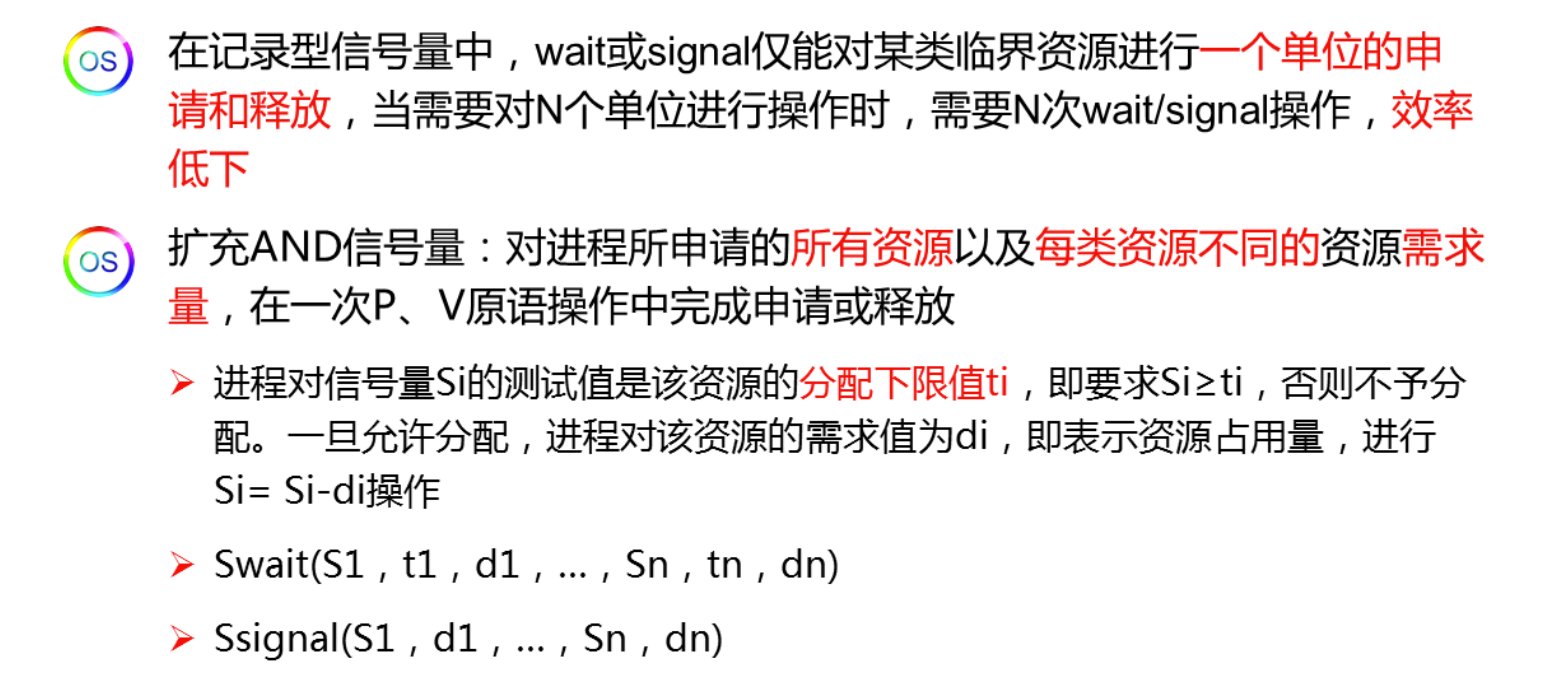 OS 在记录型信号量中，wait或signal仅能对某类临界资源进行一个单位的申
请和释放，当需要对N个单位进行操作时，需要N次wait/signal操作，效率
低下
OS 扩充AND信号量：对进程所申请的所有资源以及每类资源不同的资源需求
量，在一次P、V原语操作中完成申请或释放
➢ 进程对信号量Si的测试值是该资源的分配下限值ti，即要求Si≥ti，否则不予分
配。一旦允许分配，进程对该资源的需求值为di，即表示资源占用量，进行
Si= Si-di操作
➢ Swait(S1，t1，d1，...，Sn，tn，dn)
➢ Ssignal(S1，d1，...，Sn，dn)